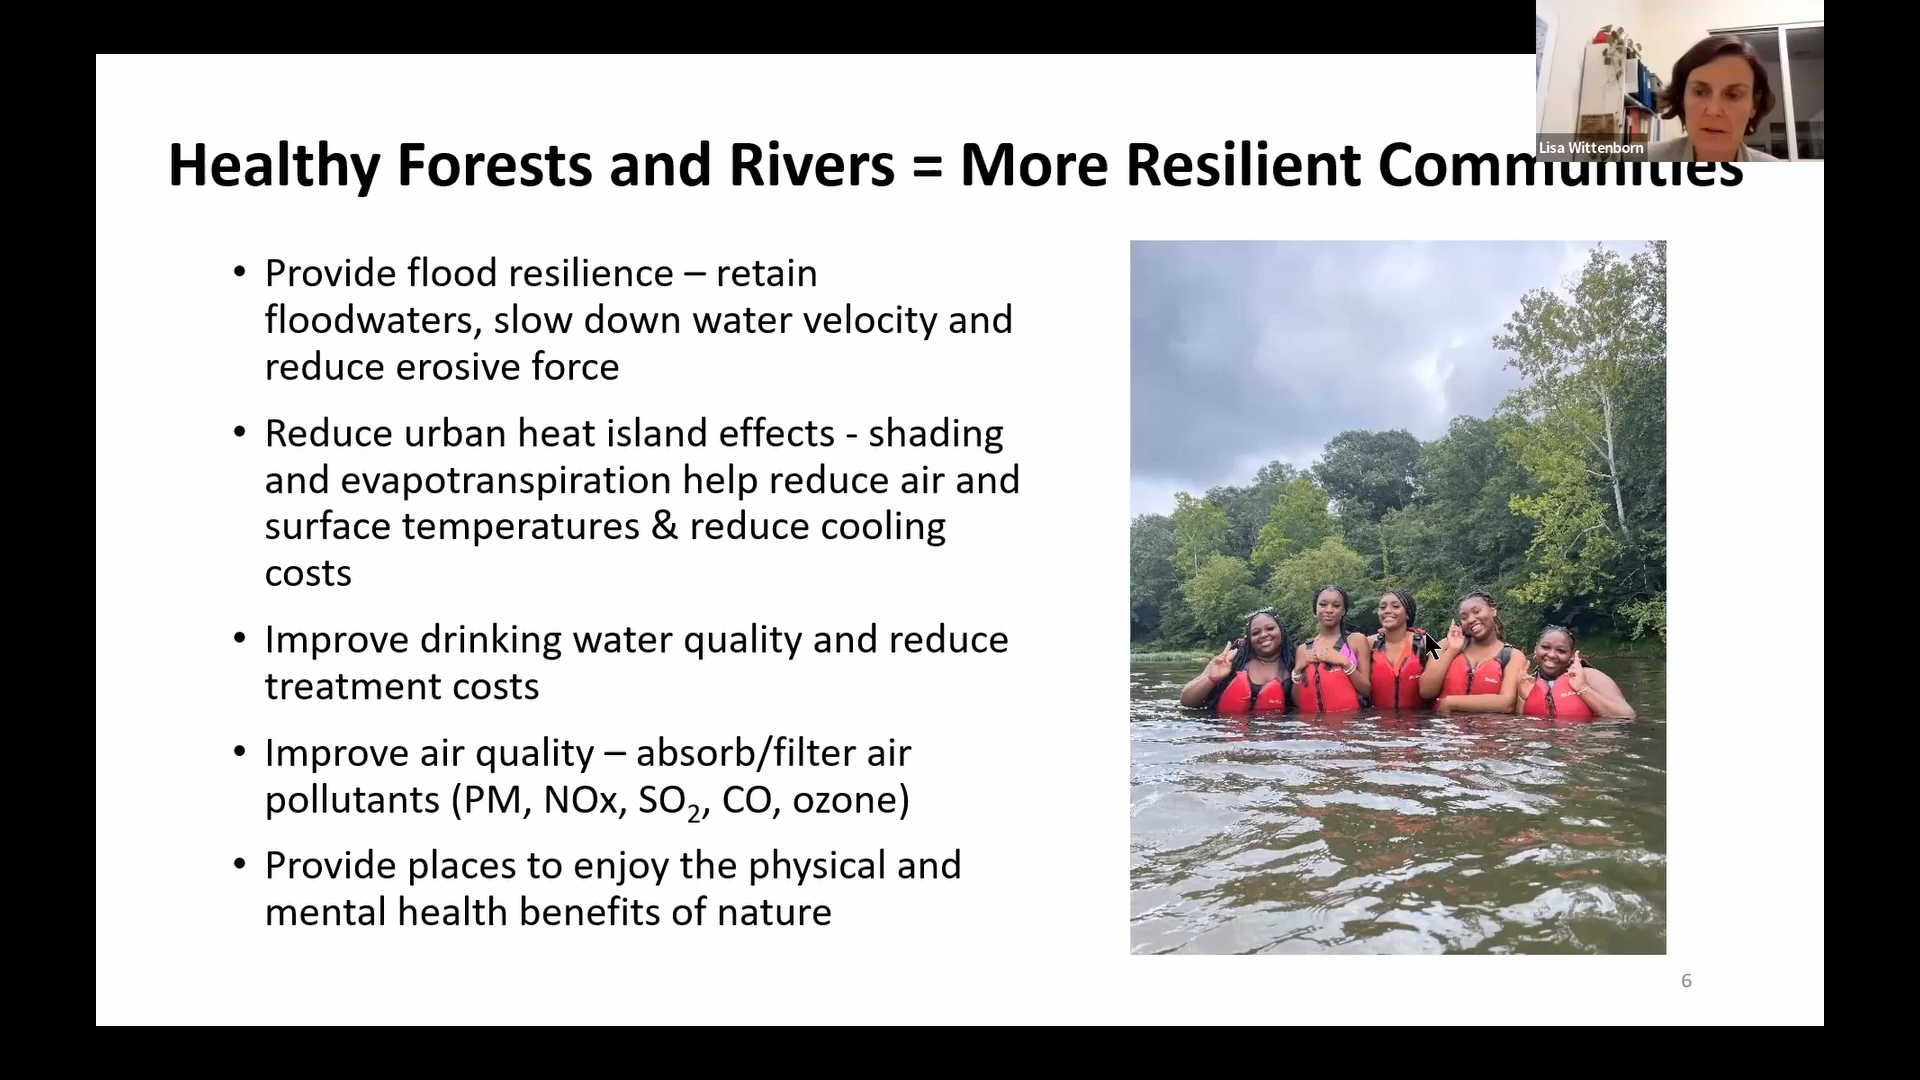 Lisa Wittenborn
Healthy Forests and Rivers = More Resilient Communities
• Provide flood resilience – retain
floodwaters, slow down water velocity and
reduce erosive force
• Reduce urban heat island effects - shading
and evapotranspiration help reduce air and
surface temperatures & reduce cooling
costs
• Improve drinking water quality and reduce
treatment costs
• Improve air quality – absorb/filter air
pollutants (PM, NOx, SO₂, CO, ozone)
• Provide places to enjoy the physical and
mental health benefits of nature
6